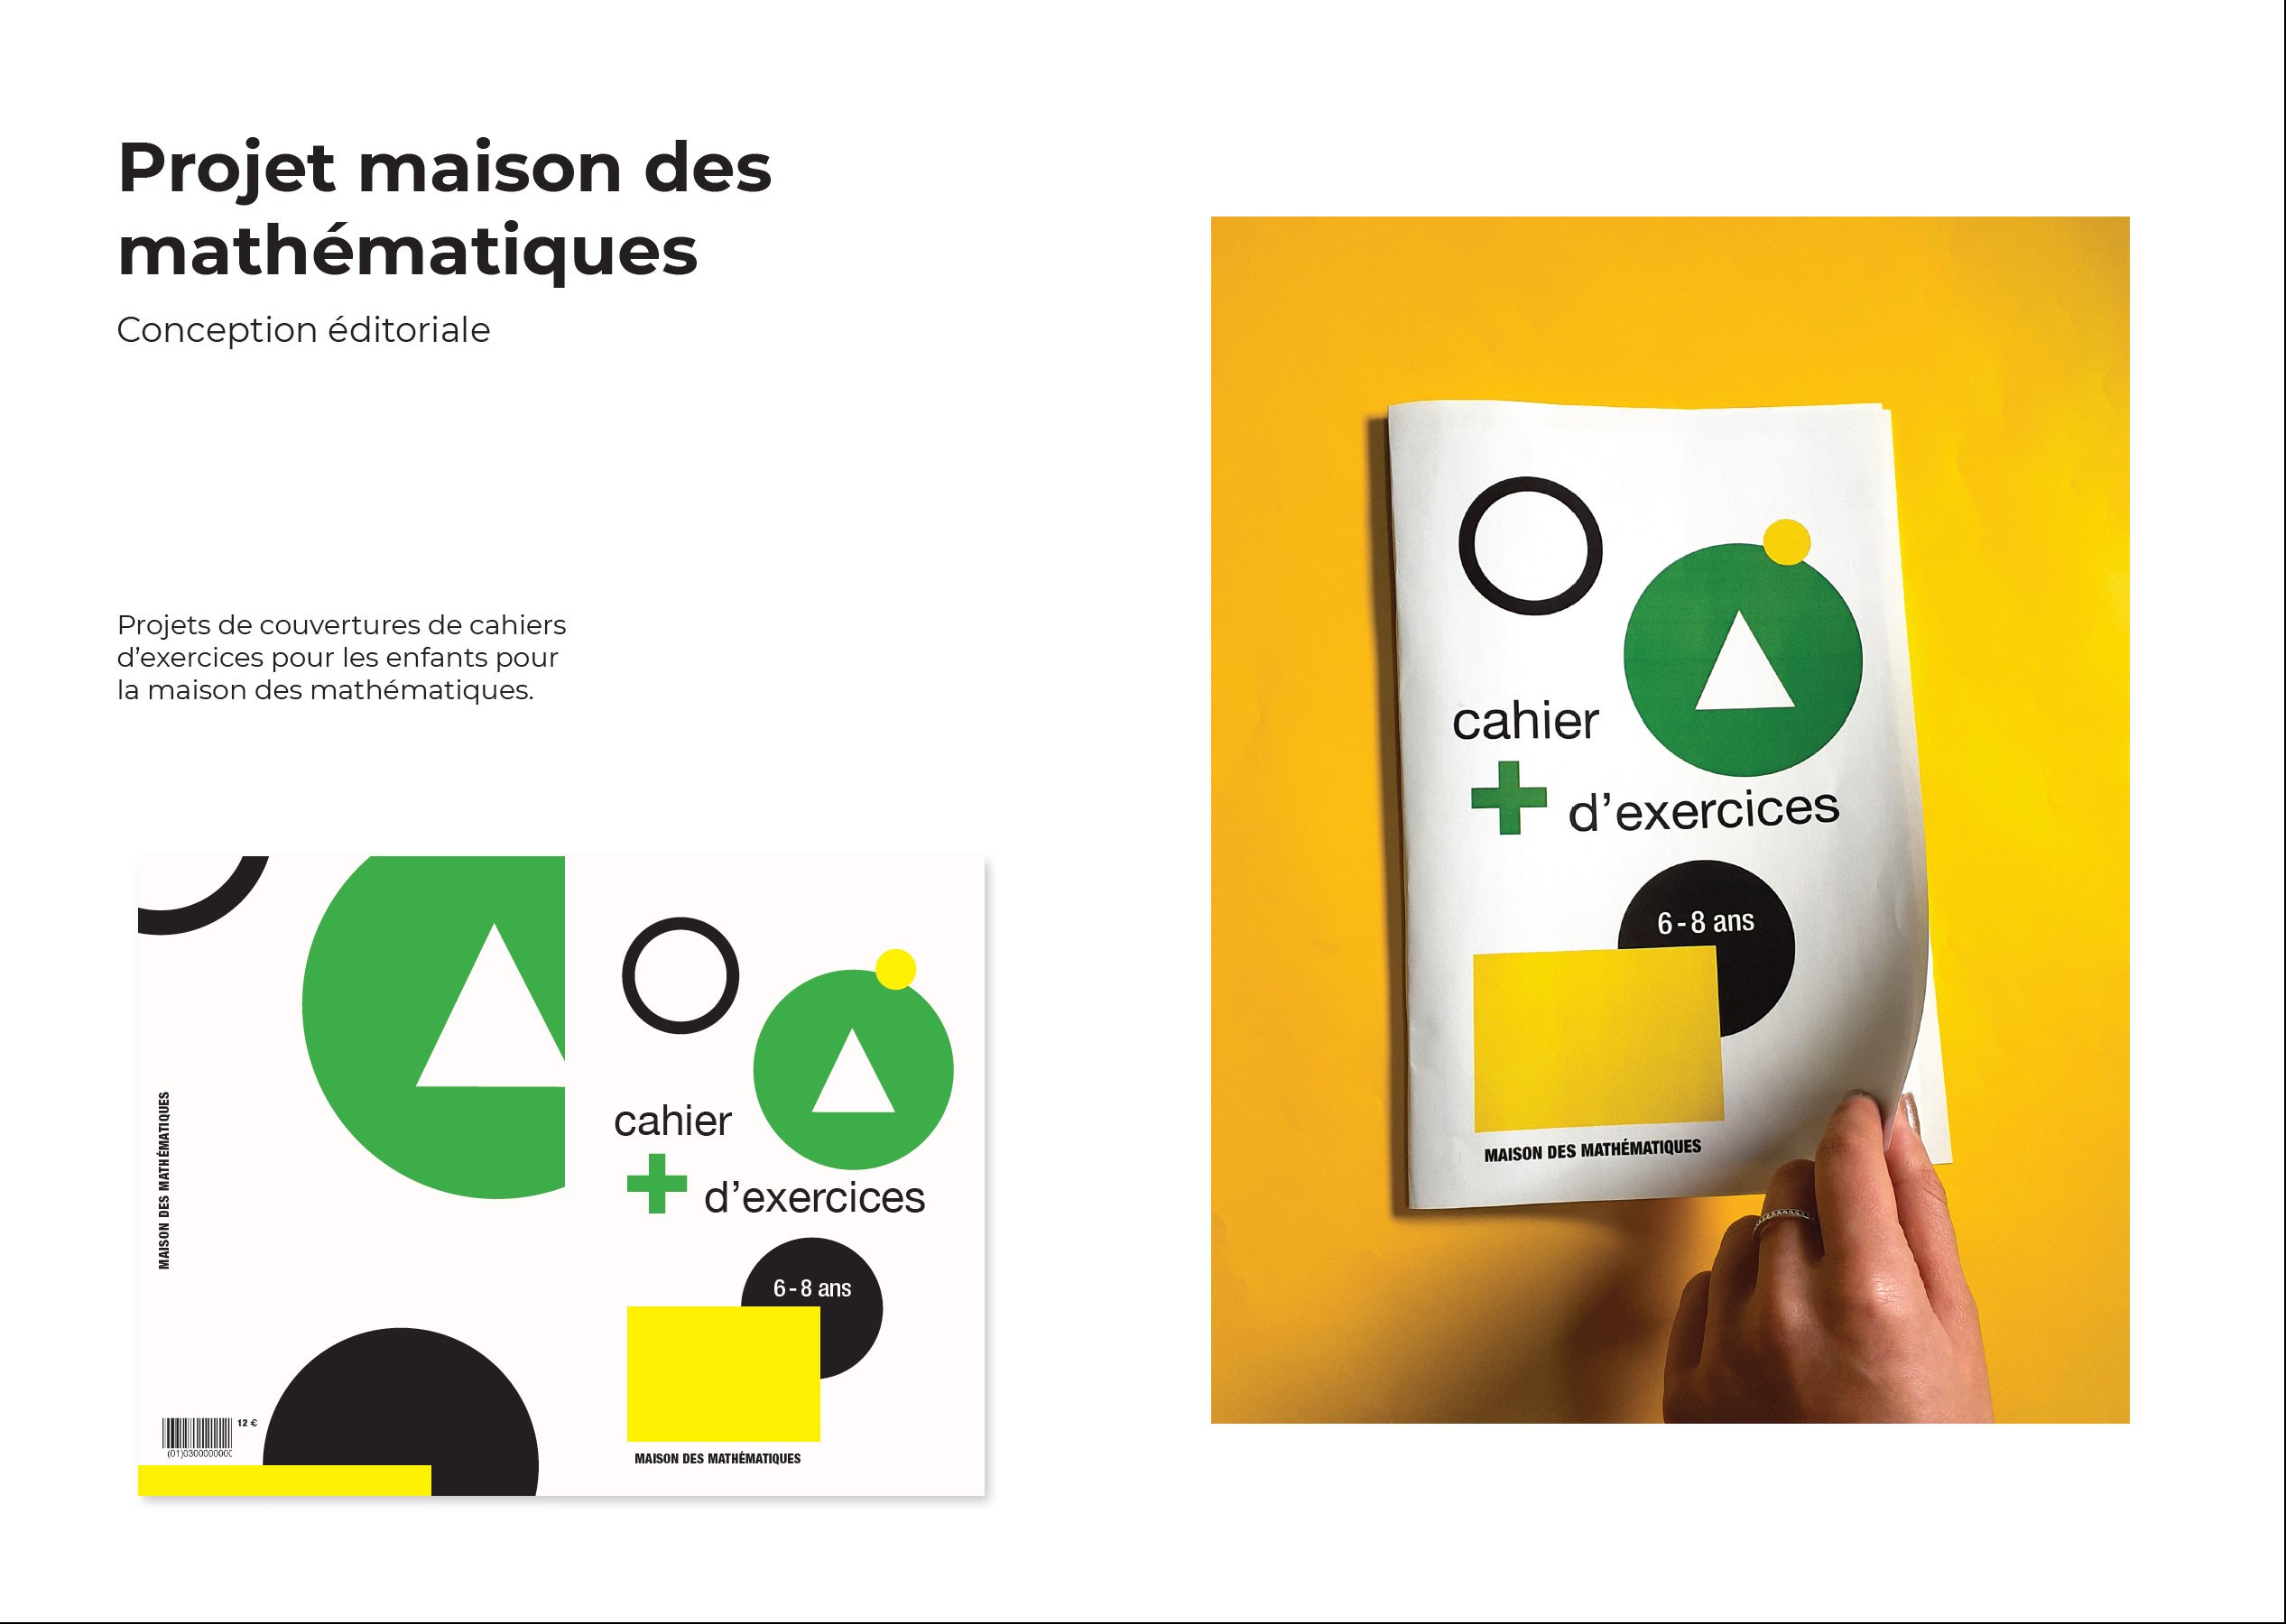 Projet maison des
mathématiques
Conception éditoriale
Projets de couvertures de cahiers
d’exercices pour les enfants pour
la maison des mathématiques.
MAISON DES MATHÉMATIQUES
12 €
(01)0300000000
cahier
+ d’exercices
6 - 8 ans
MAISON DES MATHÉMATIQUES
cahier
+ d’exercices
6 - 8 ans
MAISON DES MATHÉMATIQUES